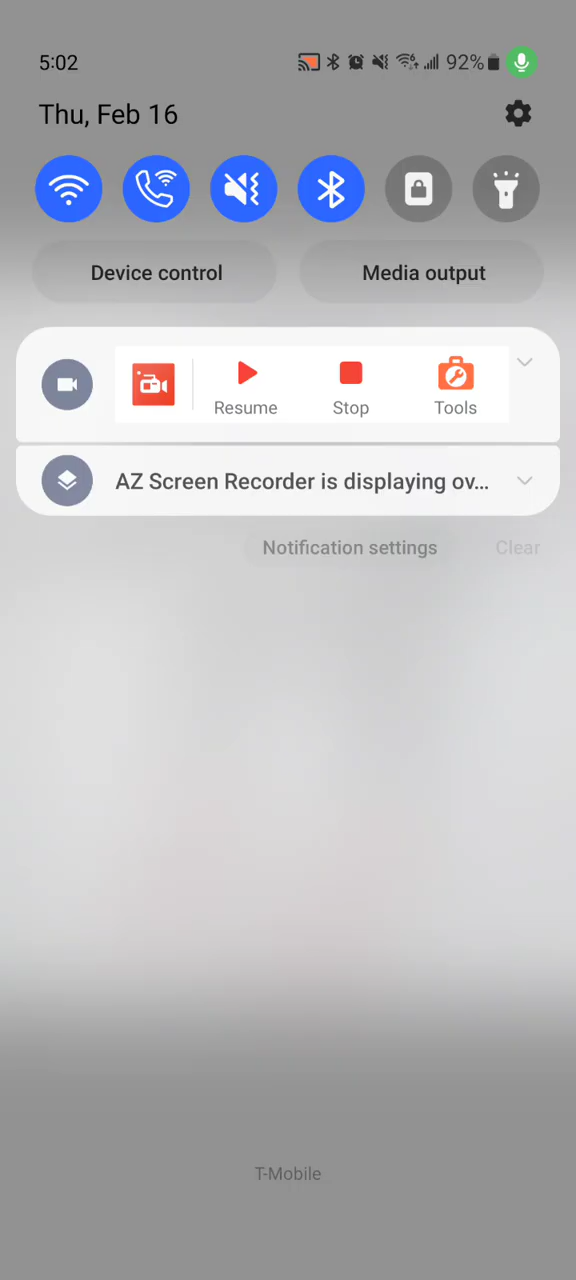 5:02
92%
Thu, Feb 16
Device control
Media output
Resume
Stop
Tools
AZ Screen Recorder is displaying ov...
Notification settings
Clear
T-Mobile